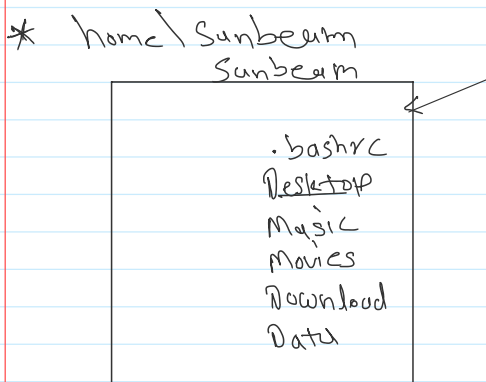 * home\Sunbeam
Sunbeam
.bashrc
Desktop
Music
Movies
Download
Data